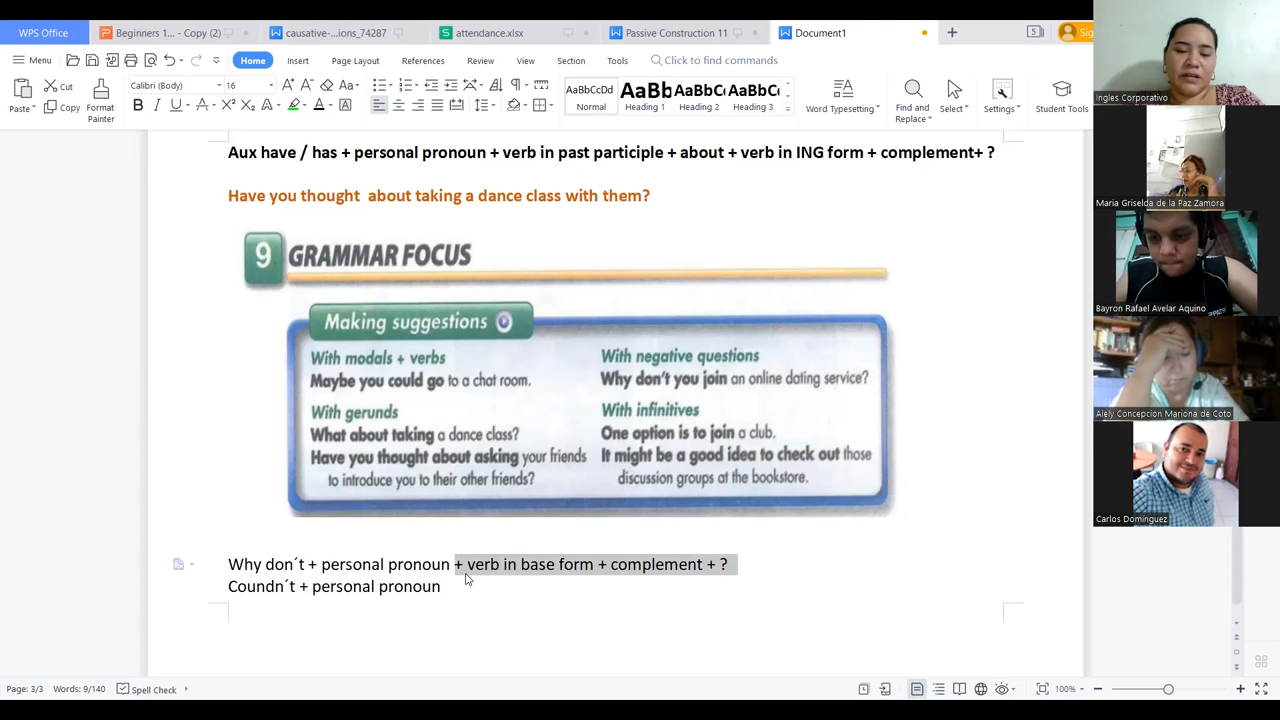 WPS Office
Beginners 1... - Copy (2)
causative-...ions_74287
attendance.xlsx
Passive Construction 11
Document1
Sig
Menu
Home
Insert
Page Layout
References
Review
View
Section
Tools
Click to find commands
Paste
Cut
Copy
Format Painter
Calibri (Body)
16
AaBbCcDd
Normal
AaBb
Heading 1
AaBbC
Heading 2
AaBbC
Heading 3
Word Typesetting
Find and Replace
Select
Settings
Student Tools
Aux have / has + personal pronoun + verb in past participle + about + verb in ING form + complement+ ?
Have you thought  about taking a dance class with them?
9 GRAMMAR FOCUS
Making suggestions
With modals + verbs
Maybe you could go to a chat room.
With gerunds
What about taking a dance class?
Have you thought about asking your friends
to introduce you to their other friends?
With negative questions
Why don't you join an online dating service?
With infinitives
One option is to join a club.
It might be a good idea to check out those
discussion groups at the bookstore.
Why don´t + personal pronoun + verb in base form + complement + ?
Coundn´t + personal pronoun
Page: 3/3
Words: 9/140
Spell Check
100%
Ingles Corporativo
Maria Griselda de la Paz Zamora
Bayron Rafael Avelar Aquino
Alely Concepcion Mariona de Coto
Carlos Domínguez